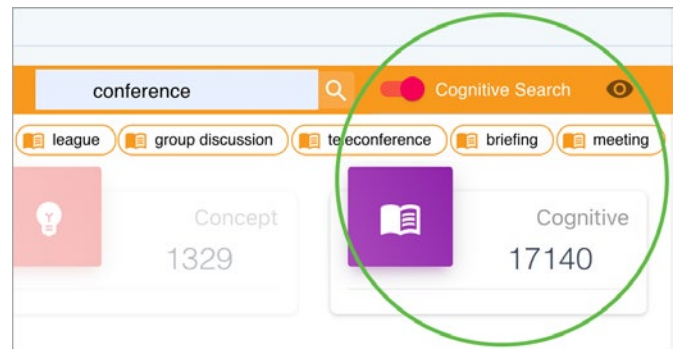 conference Cognitive Search
league group discussion teleconference briefing meeting
Concept Cognitive
1329 17140